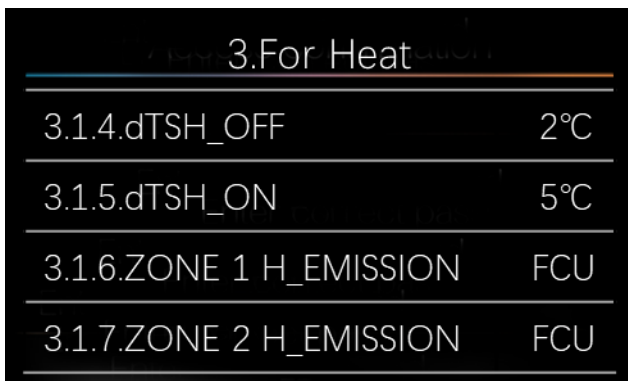 3.For Heat
3.1.4.dTSH_OFF 2℃
3.1.5.dTSH_ON 5℃
3.1.6.ZONE 1 H_EMISSION FCU
3.1.7.ZONE 2 H_EMISSION FCU